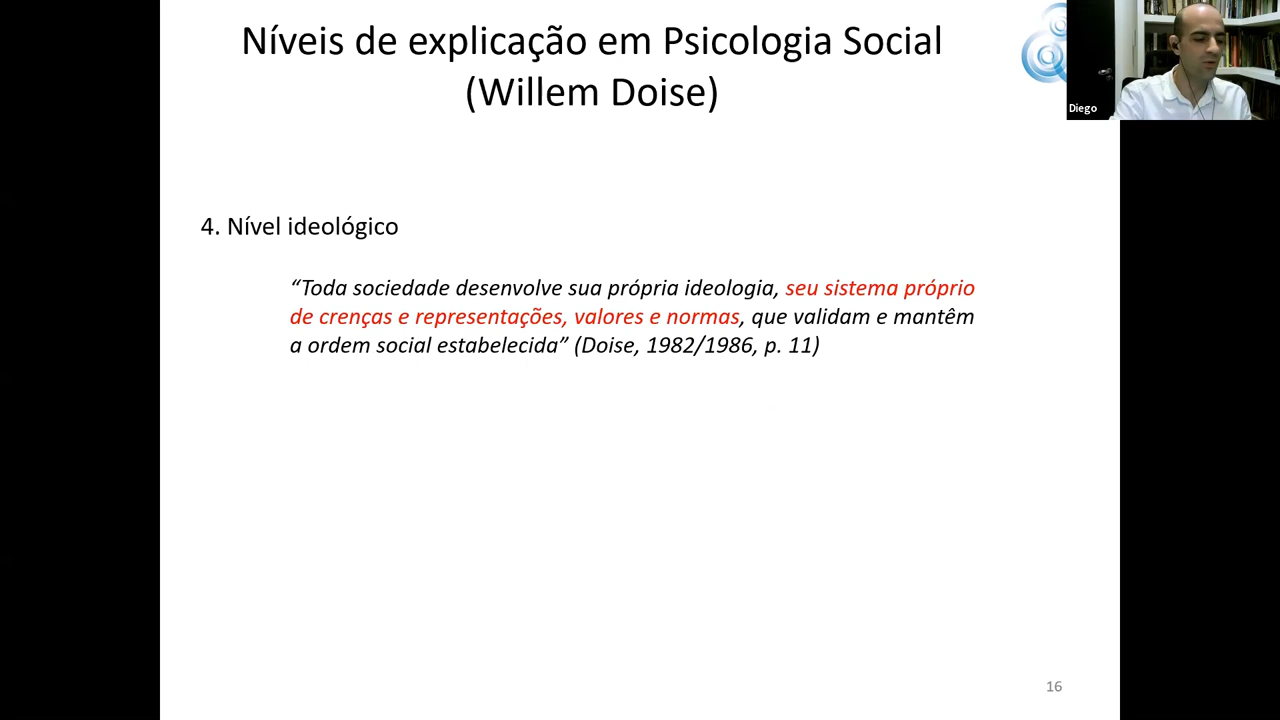 Níveis de explicação em Psicologia Social
(Willem Doise)
Diego
4. Nível ideológico
“Toda sociedade desenvolve sua própria ideologia, seu sistema próprio
de crenças e representações, valores e normas, que validam e mantêm
a ordem social estabelecida” (Doise, 1982/1986, p. 11)
16